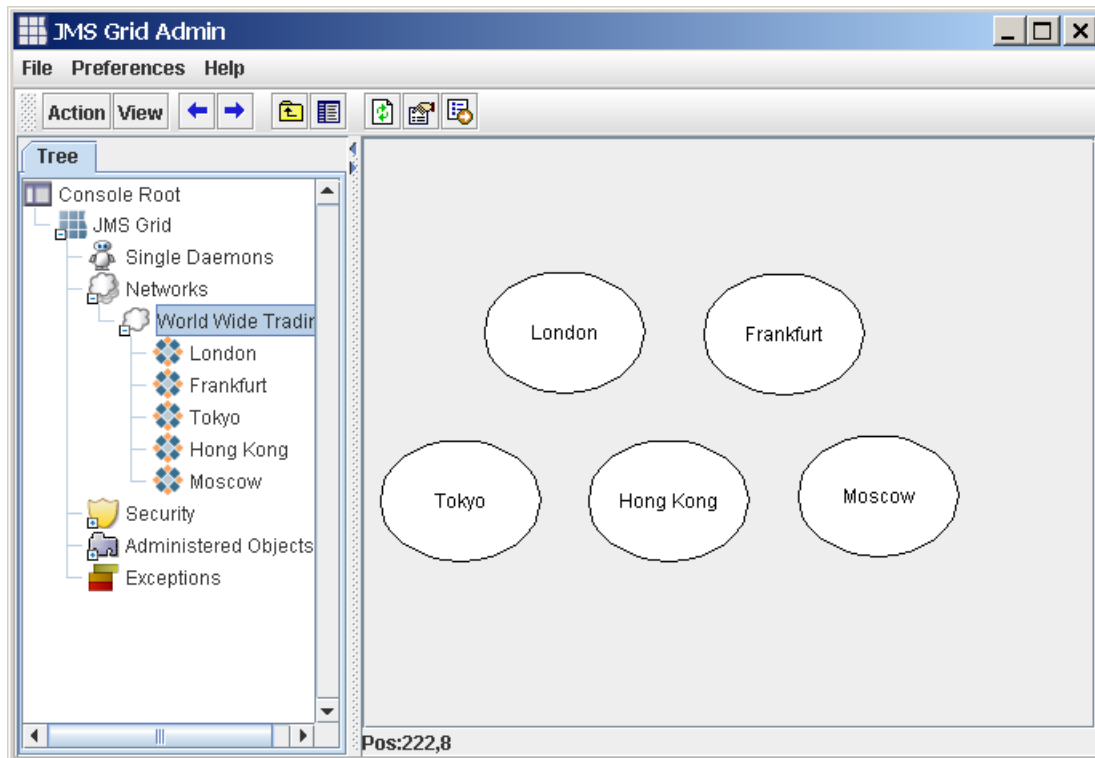 JMS Grid Admin
File Preferences Help
Action View
Tree
Console Root
JMS Grid
Single Daemons
Networks
World Wide Tradin
London
Frankfurt
Tokyo
Hong Kong
Moscow
Security
Administered Objects
Exceptions
London Frankfurt
Tokyo Hong Kong Moscow
Pos:222,8